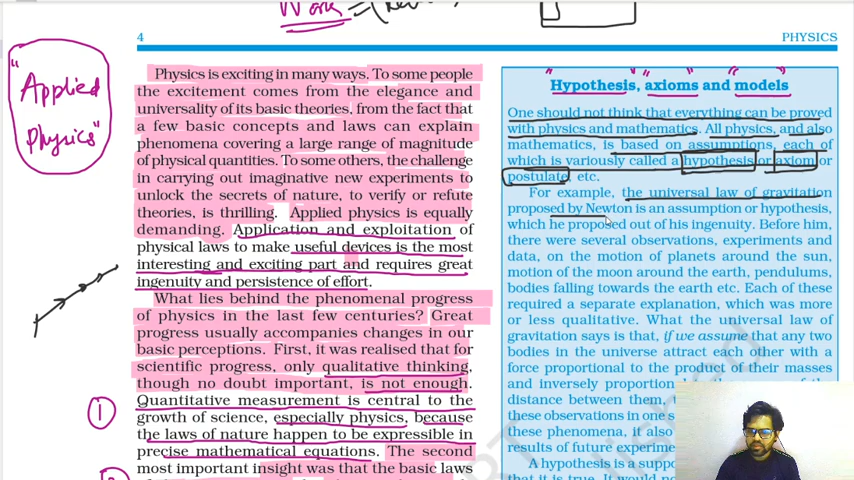 Work
4
PHYSICS
"Applied
Physics"
Physics is exciting in many ways. To some people
the excitement comes from the elegance and
universality of its basic theories, from the fact that
a few basic concepts and laws can explain
phenomena covering a large range of magnitude
of physical quantities. To some others, the challenge
in carrying out imaginative new experiments to
unlock the secrets of nature, to verify or refute
theories, is thrilling. Applied physics is equally
demanding. Application and exploitation of
physical laws to make useful devices is the most
interesting and exciting part and requires great
ingenuity and persistence of effort.
What lies behind the phenomenal progress
of physics in the last few centuries? Great
progress usually accompanies changes in our
basic perceptions. First, it was realised that for
scientific progress, only qualitative thinking,
though no doubt important, is not enough.
Quantitative measurement is central to the
growth of science, especially physics, because
the laws of nature happen to be expressible in
precise mathematical equations. The second
most important insight was that the basic laws
1
Hypothesis, axioms and models
One should not think that everything can be proved
with physics and mathematics. All physics, and also
mathematics, is based on assumptions, each of
which is variously called a hypothesis or axiom or
postulate, etc.
For example, the universal law of gravitation
proposed by Newton is an assumption or hypothesis,
which he proposed out of his ingenuity. Before him,
there were several observations, experiments and
data, on the motion of planets around the sun,
motion of the moon around the earth, pendulums,
bodies falling towards the earth etc. Each of these
required a separate explanation, which was more
or less qualitative. What the universal law of
gravitation says is that, if we assume that any two
bodies in the universe attract each other with a
force proportional to the product of their masses
and inversely proportional
distance between them,
these observations in one
these phenomena, it also
results of future
A hypothesis is a
that it is true. It would